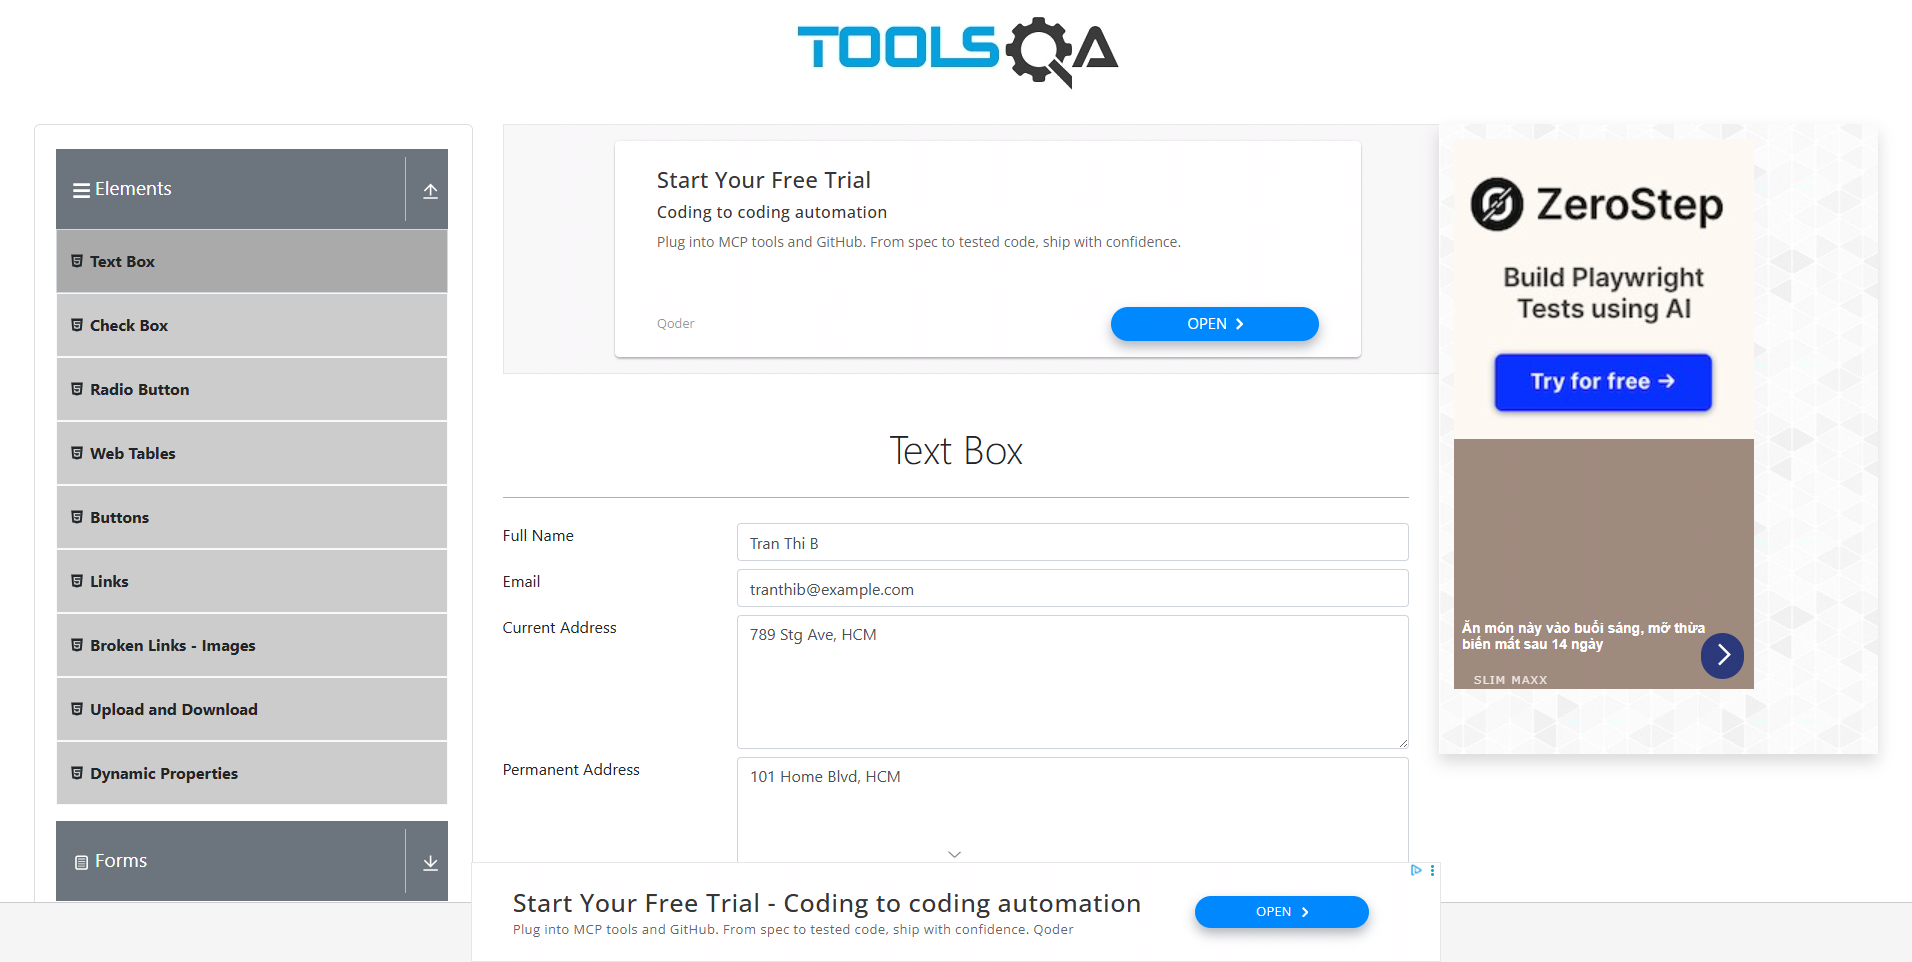 TOOLSQA
Elements
Text Box
Check Box
Radio Button
Web Tables
Buttons
Links
Broken Links - Images
Upload and Download
Dynamic Properties
Forms
Start Your Free Trial
Coding to coding automation
Plug into MCP tools and GitHub. From spec to tested code, ship with confidence.
Qoder
OPEN
Text Box
Full Name
Tran Thi B
Email
tranthib@example.com
Current Address
789 Stg Ave, HCM
Permanent Address
101 Home Blvd, HCM
ZeroStep
Build Playwright
Tests using AI
Try for free →
Ăn món này vào buổi sáng, mỡ thừa
biến mất sau 14 ngày
SLIM MAXX
Start Your Free Trial - Coding to coding automation
Plug into MCP tools and GitHub. From spec to tested code, ship with confidence. Qoder
OPEN